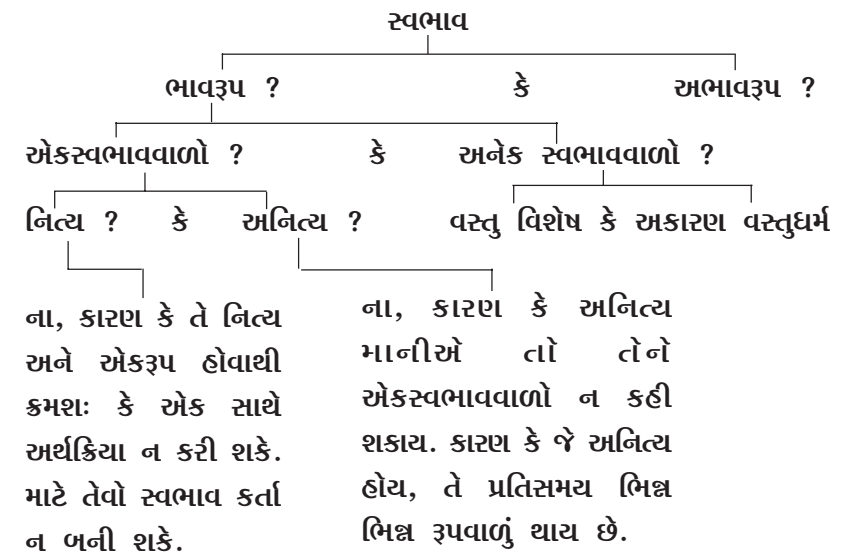 સ્વભાવ
ભાવરૂપ ? કે અભાવરૂપ ?
એકસ્વભાવવાળો ? કે અનેક સ્વભાવવાળો ?
નિત્ય ? કે અનિત્ય ? વસ્તુ વિશેષ કે અકારણ વસ્તુધર્મ
ના, કારણ કે તે નિત્ય
અને એકરૂપ હોવાથી
ક્રમશઃ કે એક સાથે
અર્થક્રિયા ન કરી શકે.
માટે તેવો સ્વભાવ કર્તા
ન બની શકે.
ના, કારણ કે અનિત્ય
માનીએ તો તેને
એકસ્વભાવવાળો ન કહી
શકાય. કારણ કે જે અનિત્ય
હોય, તે પ્રતિસમય ભિન્ન
ભિન્ન રૂપવાળું થાય છે.